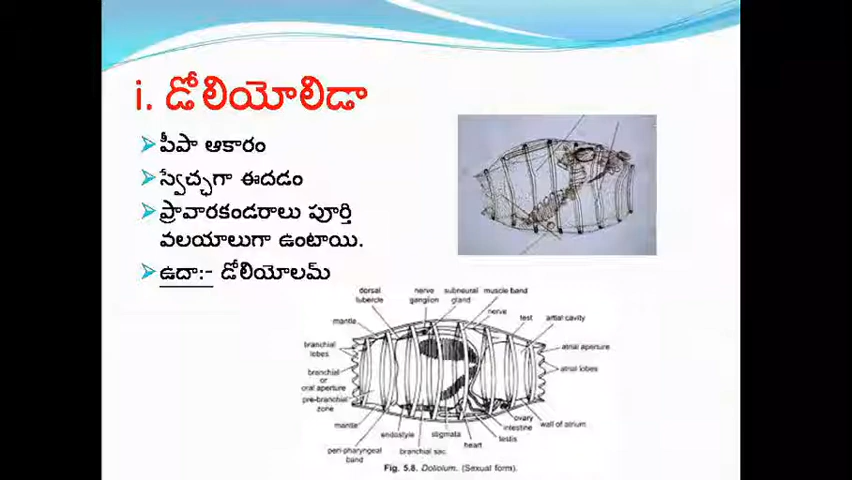 i. డోలియోలిడా
పీపా ఆకారం
స్వేచ్ఛగా ఈదడం
ప్రావారకండరాలు పూర్తి
వలయాలుగా ఉంటాయి.
ఉదా:- డోలియోలమ్
dorsal
tubercle
nerve
ganglion
subneural
gland
muscle band
nerve
test
artial cavity
mantle
branchial
lobes
atrial aperture
atrial lobes
branchial
or
oral aperture
pre-branchial
zone
mantle
endostyle
stigmata
heart
testis
intestine
ovary
wall of atrium
peri-pharyngeal
band
branchial sac
Fig. 5.8. Doliolum. (Sexual form).